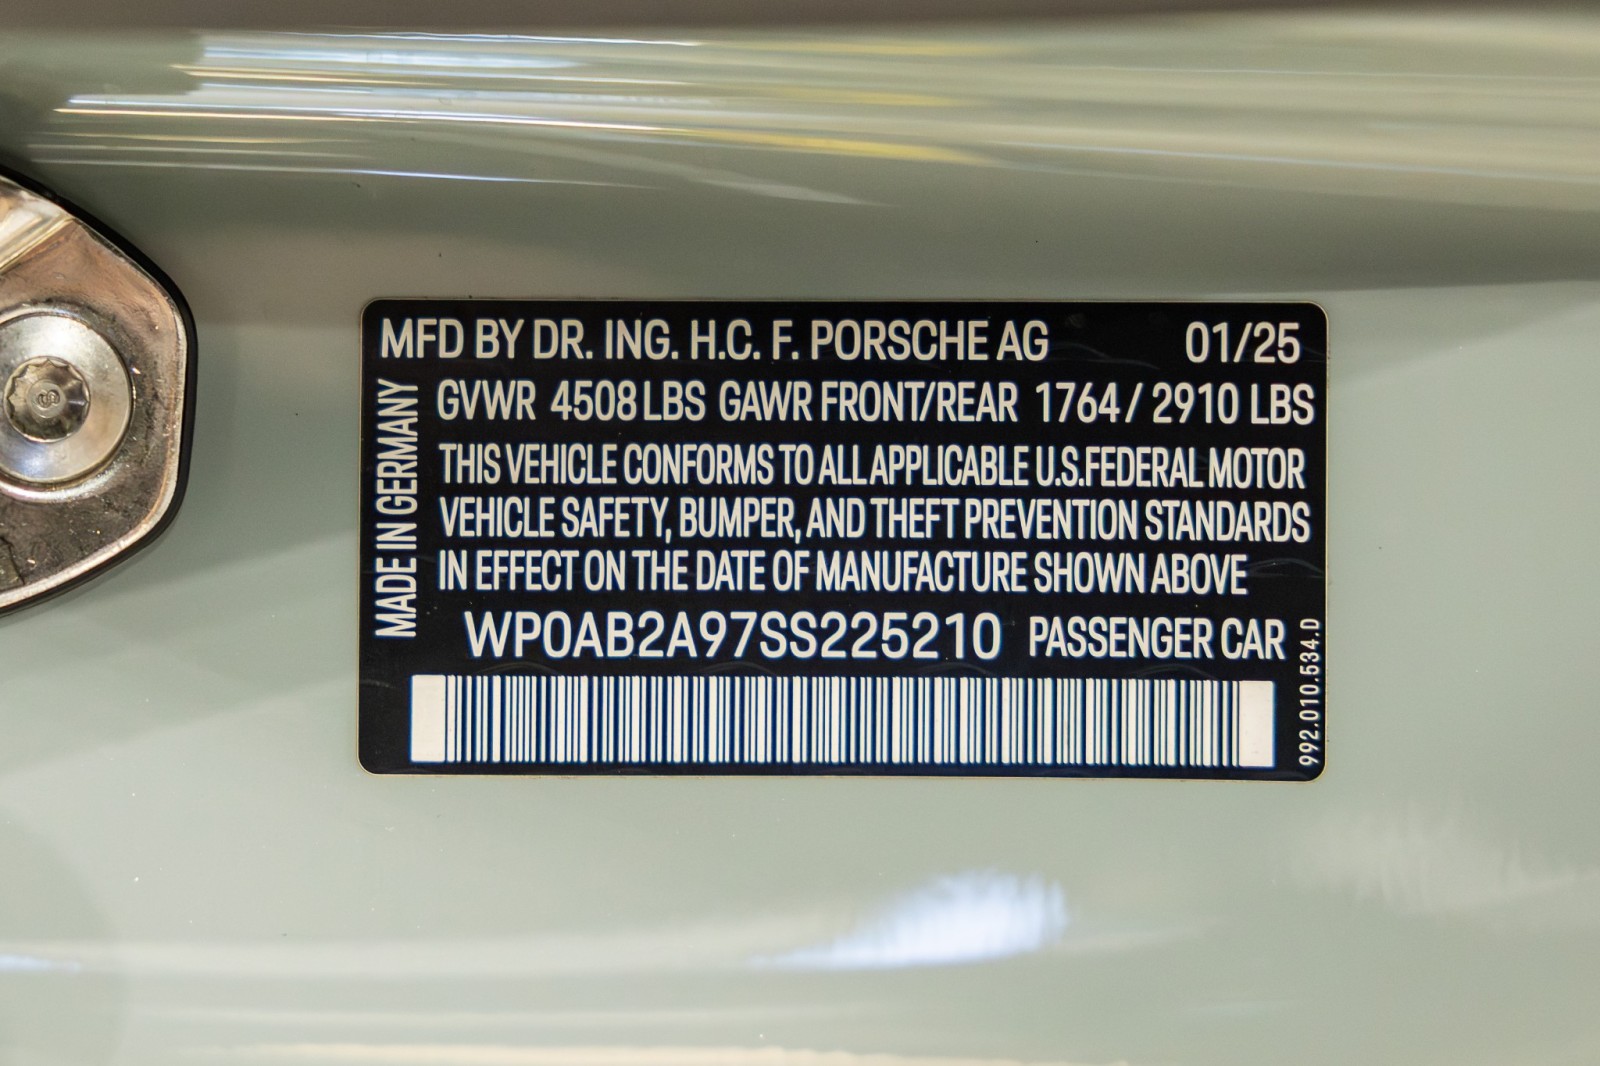 MFD BY DR. ING. H.C. F. PORSCHE AG 01/25
GVWR 4508 LBS GAWR FRONT/REAR 1764 / 2910 LBS
THIS VEHICLE CONFORMS TO ALL APPLICABLE U.S.FEDERAL MOTOR
VEHICLE SAFETY, BUMPER, AND THEFT PREVENTION STANDARDS
IN EFFECT ON THE DATE OF MANUFACTURE SHOWN ABOVE
WP0AB2A97SS225210 PASSENGER CAR
MADE IN GERMANY
992.010.534.D